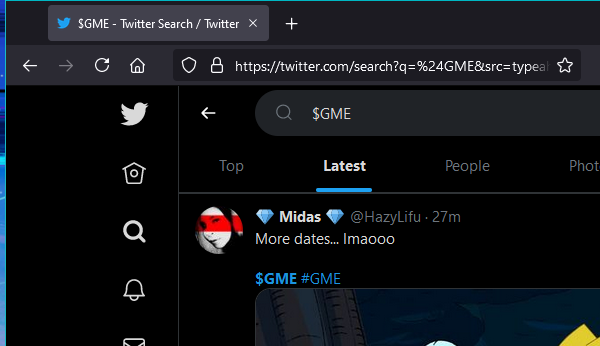 $GME - Twitter Search / Twitter
https://twitter.com/search?q=%24GME&src=typeal
$GME
Top Latest People Phot
💎 Midas 💎 @HazyLifu · 27m
More dates... lmaooo
$GME #GME